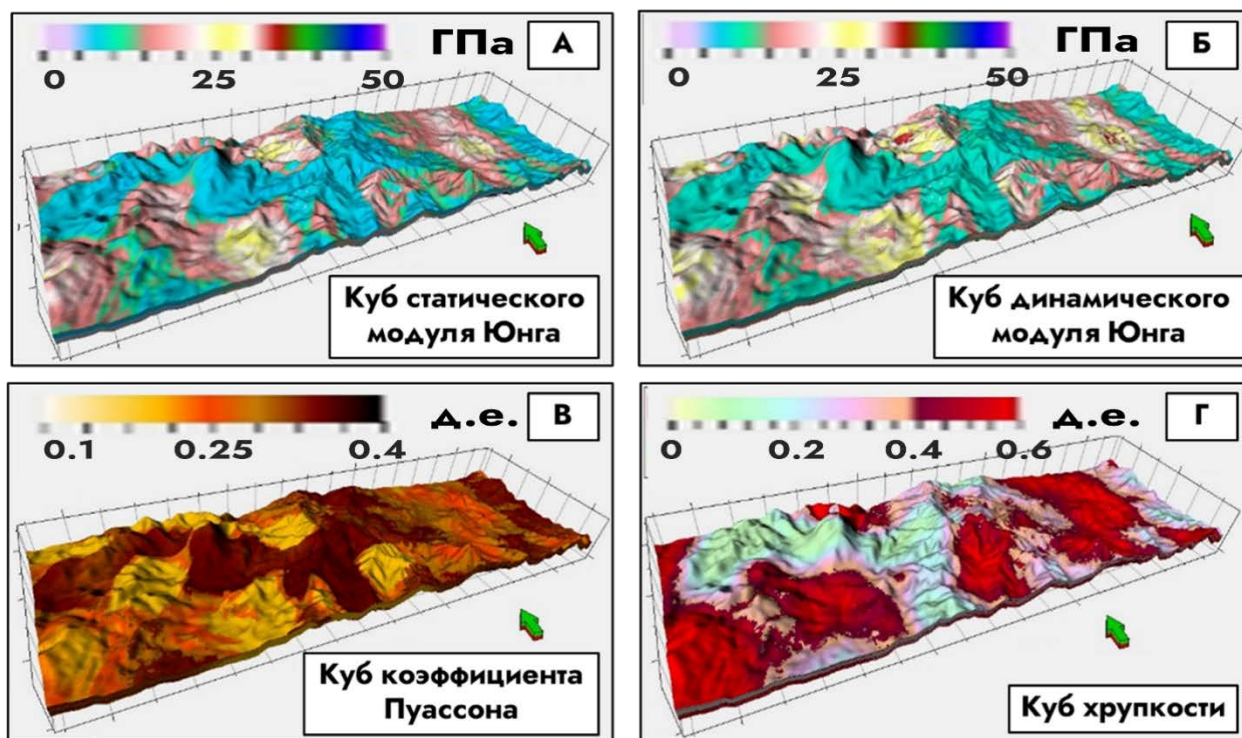 ГПа А
0 25 50
Куб статического
модуля Юнга
ГПа Б
0 25 50
Куб динамического
модуля Юнга
д.е. В
0.1 0.25 0.4
Куб коэффициента
Пуассона
д.е. Г
0 0.2 0.4 0.6
Куб хрупкости